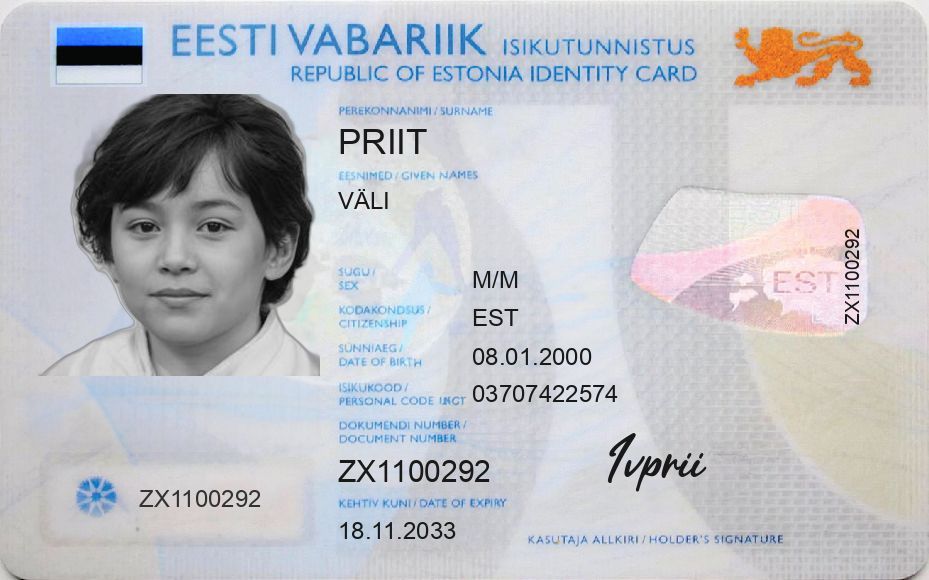 EESTI VABARIIK ISIKUTUNNISTUS
REPUBLIC OF ESTONIA IDENTITY CARD
PEREKONNANIMI / SURNAME
PRIIT
EESNIMED / GIVEN NAMES
VÄLI
SUGU /
SEX
M/M
KODAKONDSUS /
CITIZENSHIP
EST
SÜNNIAEG /
DATE OF BIRTH
08.01.2000
ISIKUKOOD /
PERSONAL CODE
03707422574
DOKUMENDI NUMBER /
DOCUMENT NUMBER
ZX1100292
KEHTIV KUNI / DATE OF EXPIRY
18.11.2033
ZX1100292
EST
ZX1100292
Ivprii
KASUTAJA ALLKIRI / HOLDER'S SIGNATURE